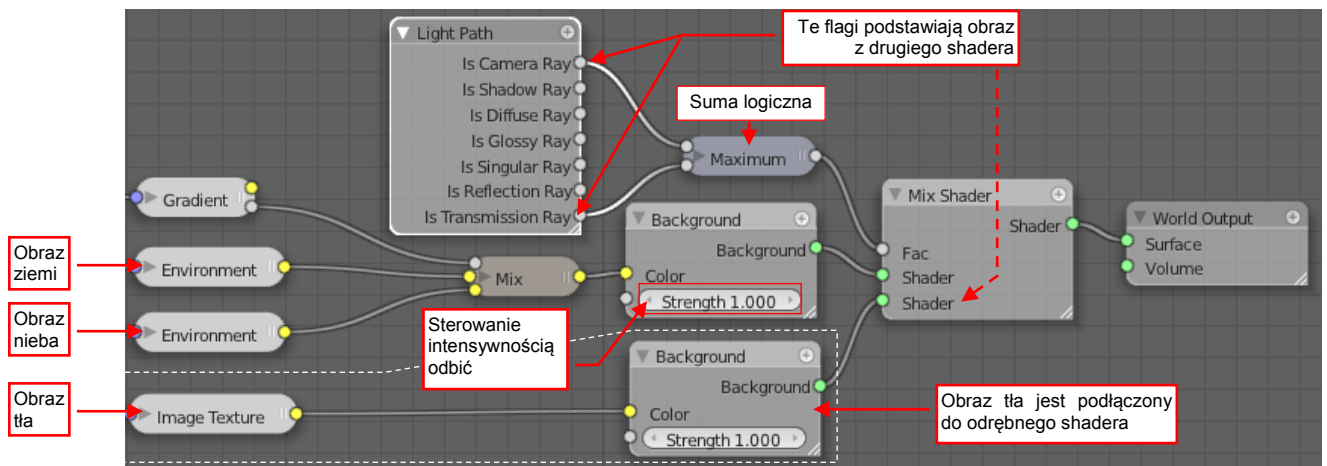 Light Path
Is Camera Ray
Is Shadow Ray
Is Diffuse Ray
Is Glossy Ray
Is Singular Ray
Is Reflection Ray
Is Transmission Ray
Te flagi podstawiają obraz
z drugiego shadera
Suma logiczna
Maximum
Gradient
Obraz
ziemi
Environment
Obraz
nieba
Environment
Mix
Background
Background
Color
Strength 1.000
Sterowanie
intensywnością
odbić
Mix Shader
Shader
Fac
Shader
Shader
World Output
Surface
Volume
Obraz
tła
Image Texture
Background
Background
Color
Strength 1.000
Obraz tła jest podłączony
do odrębnego shadera